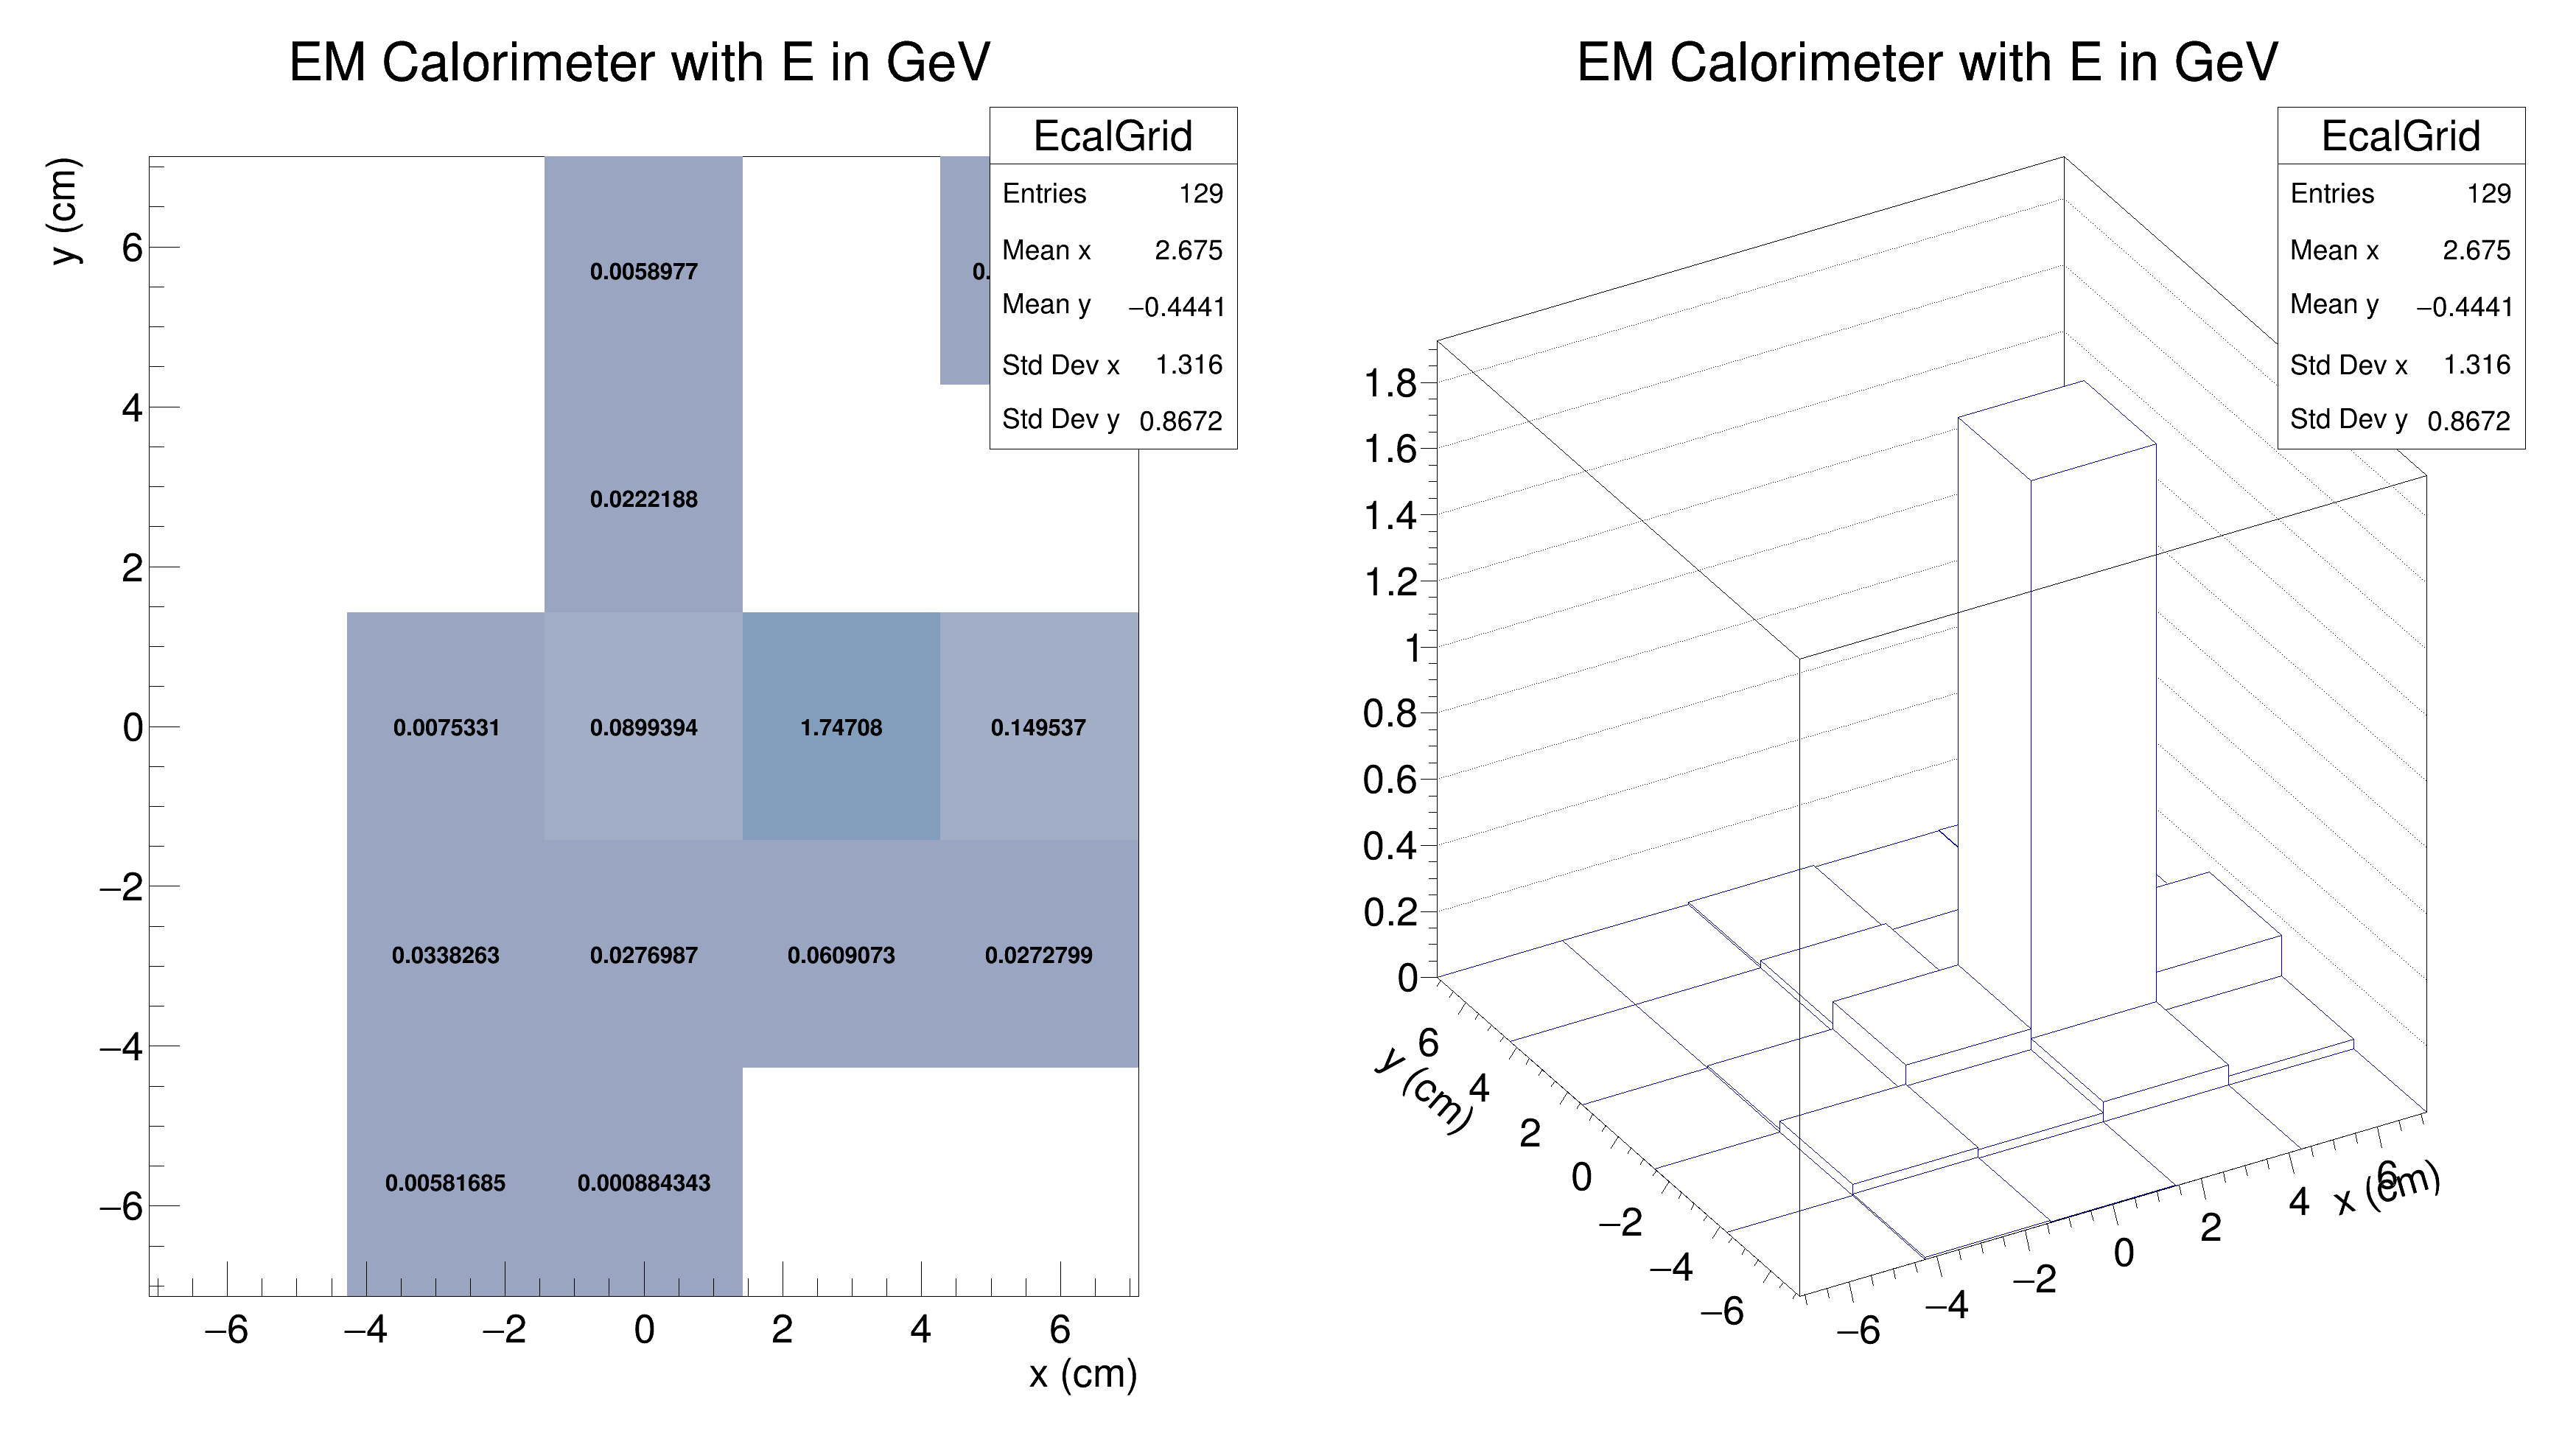 EM Calorimeter with E in GeV
EcalGrid
Entries 129
Mean x 2.675
Mean y −0.4441
Std Dev x 1.316
Std Dev y 0.8672
y (cm)
6
4
2
0
−2
−4
−6
0.0058977 0.
0.0222188
0.0075331 0.0899394 1.74708 0.149537
0.0338263 0.0276987 0.0609073 0.0272799
0.00581685 0.000884343
−6 −4 −2 0 2 4 6
x (cm)
EM Calorimeter with E in GeV
EcalGrid
Entries 129
Mean x 2.675
Mean y −0.4441
Std Dev x 1.316
Std Dev y 0.8672
1.8
1.6
1.4
1.2
1
0.8
0.6
0.4
0.2
0
y (cm)
6
4
2
0
−2
−4
−6
−6
−4
−2
0
2
4
6
x (cm)